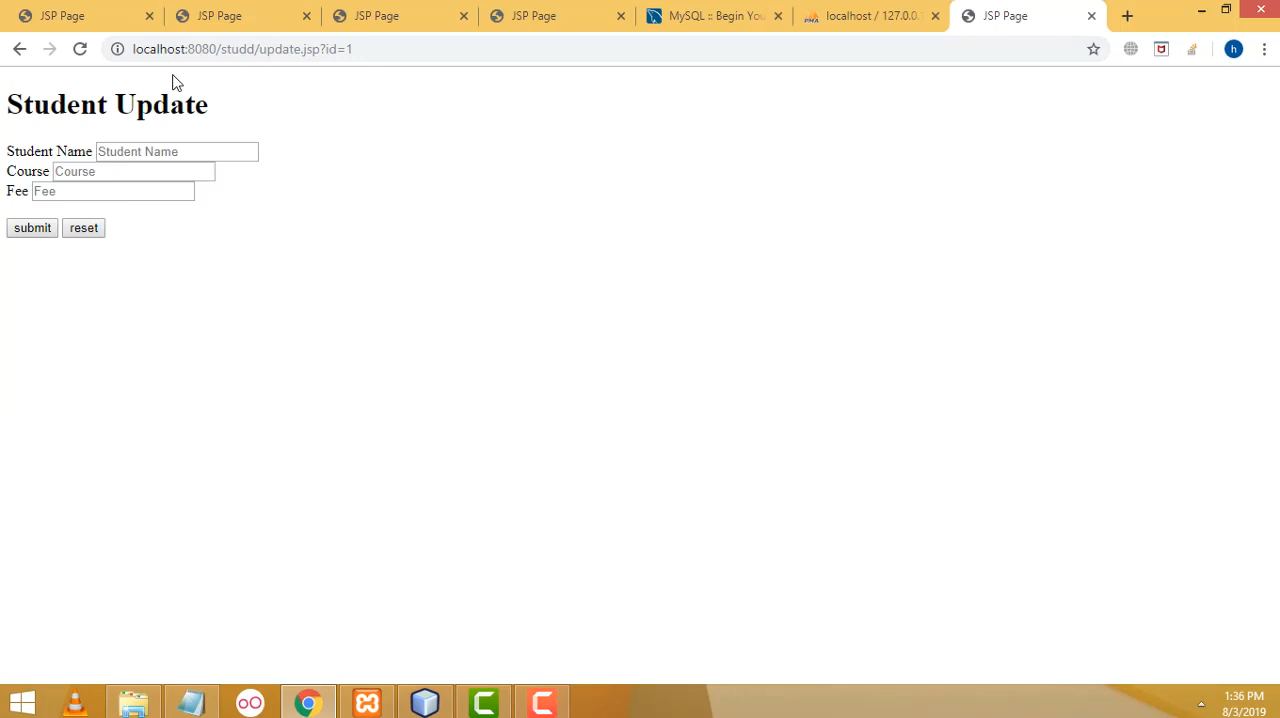 JSP Page JSP Page JSP Page JSP Page MySQL :: Begin You localhost / 127.0.0. JSP Page
localhost:8080/studd/update.jsp?id=1
h
Student Update
Student Name Student Name
Course Course
Fee Fee
submit reset
1:36 PM
8/3/2019